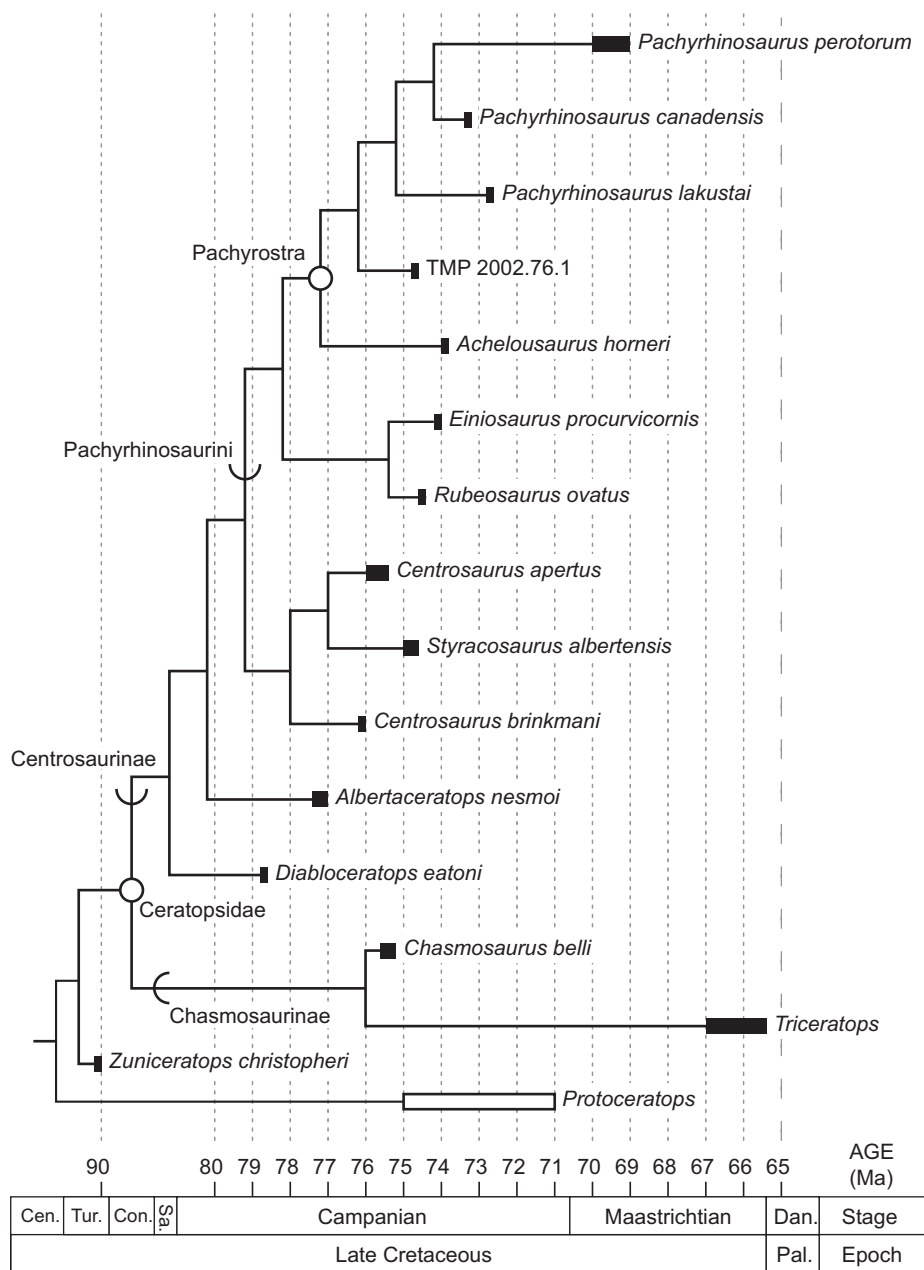 Pachyrhinosaurus perotorum
Pachyrhinosaurus canadensis
Pachyrhinosaurus lakustai
Pachyrostra
TMP 2002.76.1
Achelousaurus horneri
Einiosaurus procurvicornis
Pachyrhinosaurini
Rubeosaurus ovatus
Centrosaurus apertus
Styracosaurus albertensis
Centrosaurus brinkmani
Centrosaurinae
Albertaceratops nesmoi
Diabloceratops eatoni
Ceratopsidae
Chasmosaurus belli
Chasmosaurinae
Triceratops
Zuniceratops christopheri
Protoceratops
90 80 79 78 77 76 75 74 73 72 71 70 69 68 67 66 65 AGE
(Ma)
Cen. Tur. Con. Sa. Campanian Maastrichtian Dan. Stage
Late Cretaceous Pal. Epoch